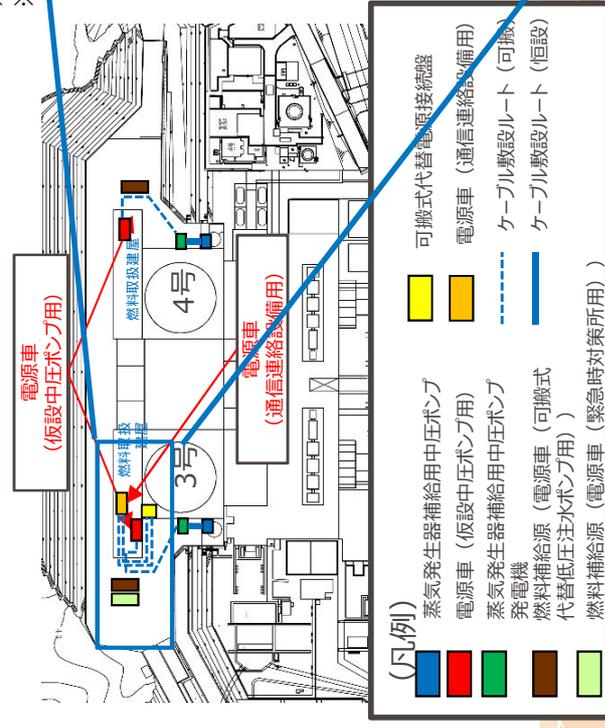 ※
電源車
(仮設中圧ポンプ用)
燃料取扱建屋
4号
電源車
(通信連絡設備用)
燃料取扱
建屋
3号
(凡例)
蒸気発生器補給用中圧ポンプ
電源車（仮設中圧ポンプ用）
蒸気発生器補給用中圧ポンプ
発電機
燃料補給源（電源車（可搬式
代替低圧注水ポンプ用））
燃料補給源（電源車（緊急時対策所用））
可搬式代替電源接続盤
電源車（通信連絡設備用）
ケーブル敷設ルート（可搬）
ケーブル敷設ルート（恒設）